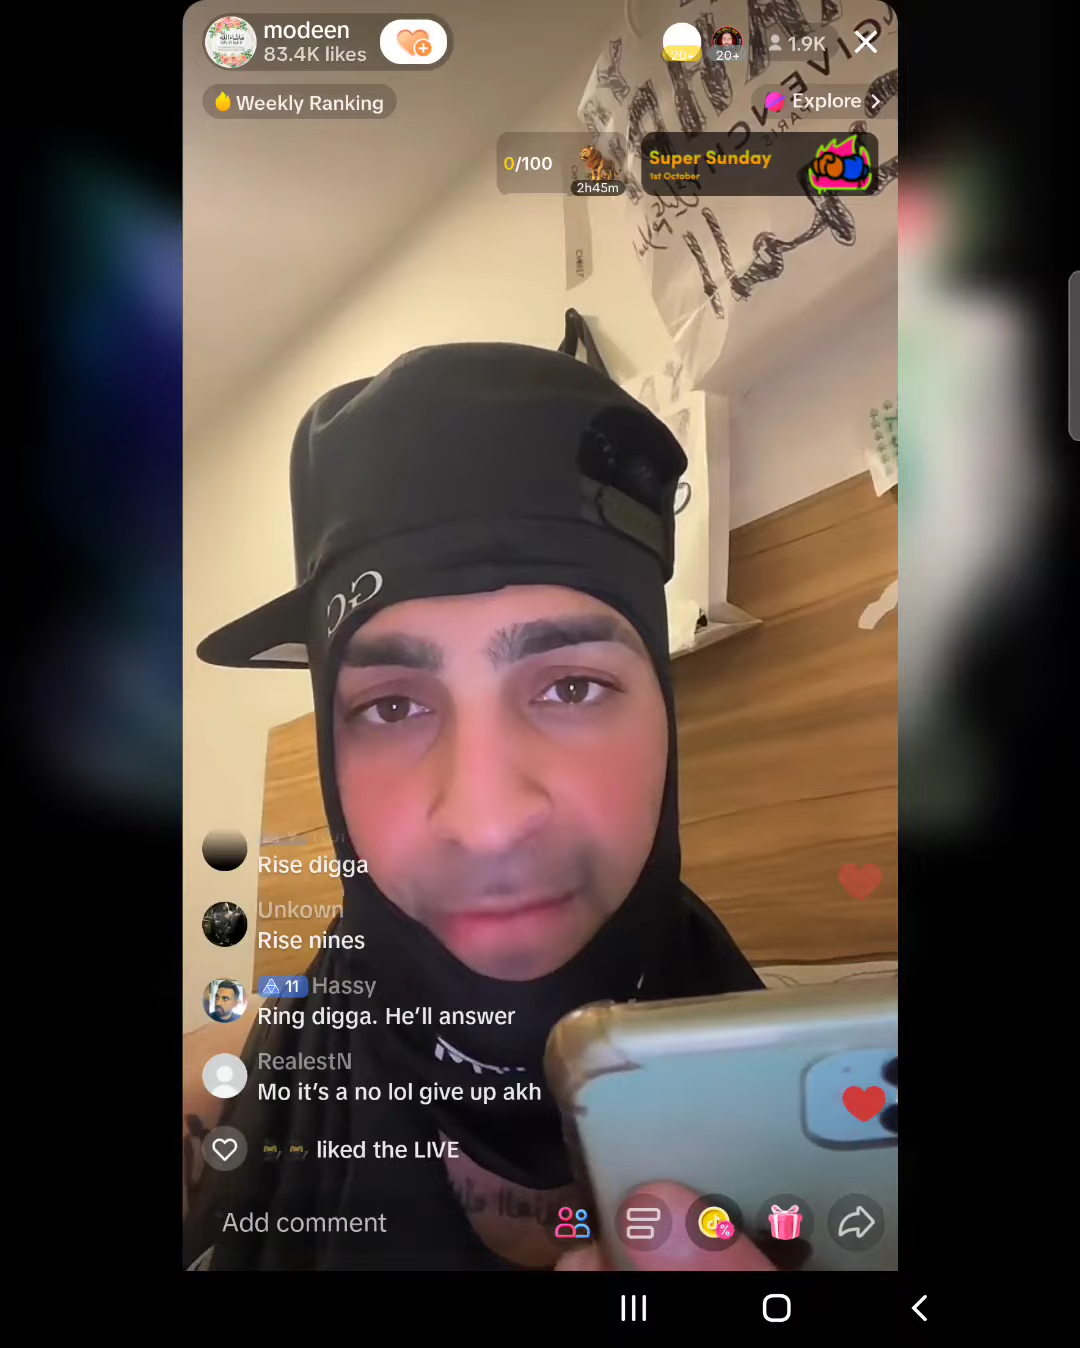 modeen
83.4K likes
20+
20+
1.9K
Weekly Ranking
Explore
0/100
2h45m
Super Sunday
1st October
GIVENCHY
PARIS
Rise digga
Unkown
Rise nines
11 Hassy
Ring digga. He'll answer
RealestN
Mo it's a no lol give up akh
liked the LIVE
Add comment